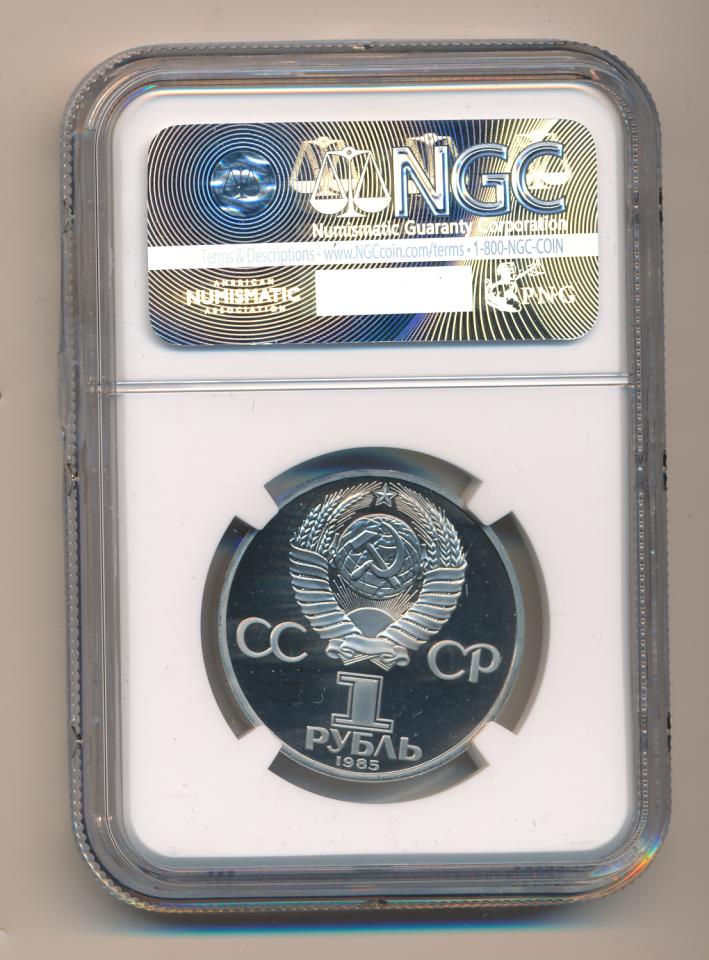 NGC
Numismatic Guaranty Corporation
Terms & Descriptions - www.NGCcoin.com/terms • 1-800-NGC-COIN
AMERICAN
NUMISMATIC
ASSOCIATION
PNG
СС СР
1
РУБЛЬ
1985